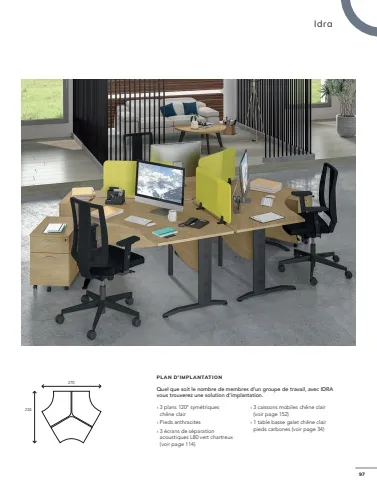 Idra
PLAN D'IMPLANTATION
Quel que soit le nombre de membres d'un groupe de travail, avec IDRA
vous trouverez une solution d'implantation.
› 3 plans 120° symétriques
chêne clair
› Pieds anthracites
› 3 écrans de séparation
acoustiques L80 vert chartreux
(voir page 114)
› 3 caissons mobiles chêne clair
(voir page 152)
› 1 table basse galet chêne clair
pieds carbones (voir page 34)
97